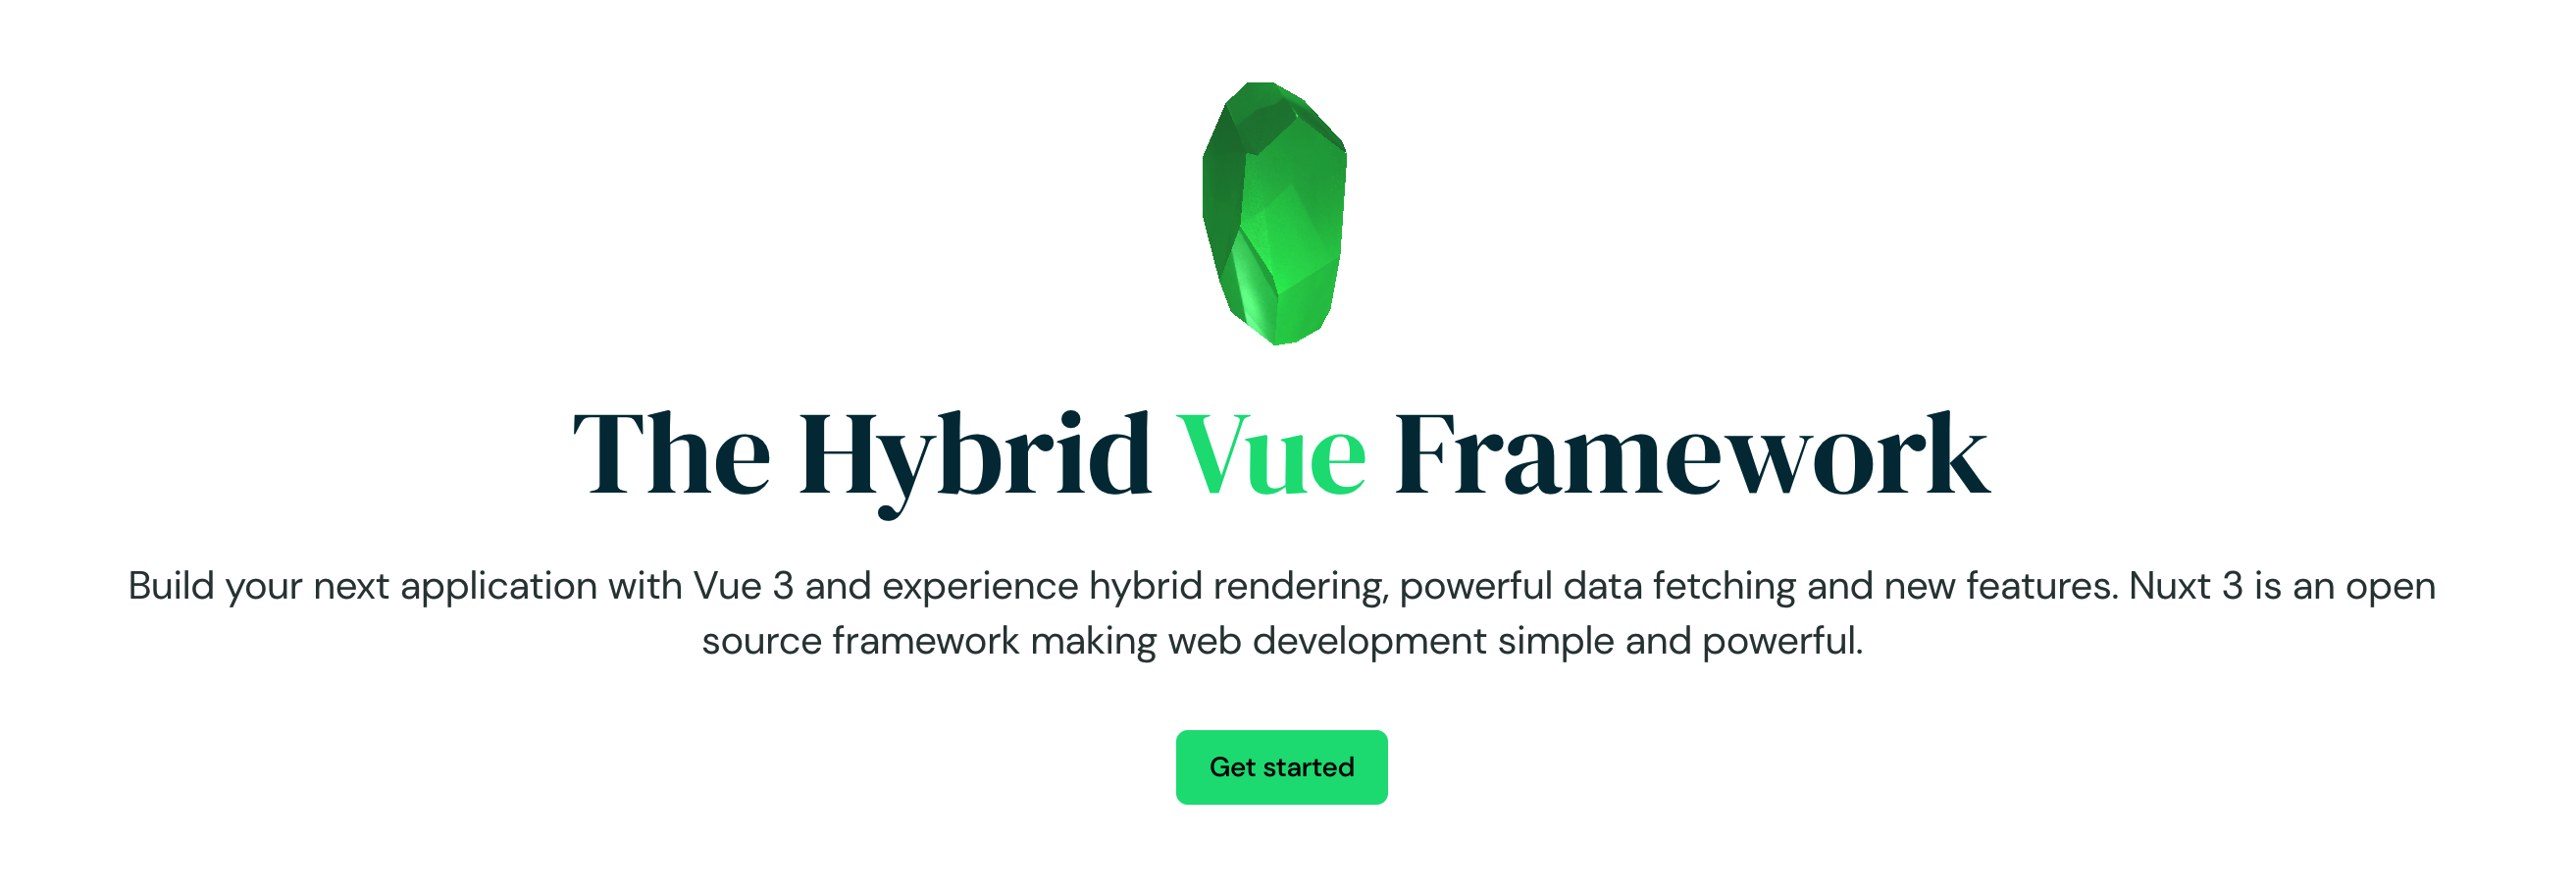 The Hybrid Vue Framework
Build your next application with Vue 3 and experience hybrid rendering, powerful data fetching and new features. Nuxt 3 is an open
source framework making web development simple and powerful.
Get started